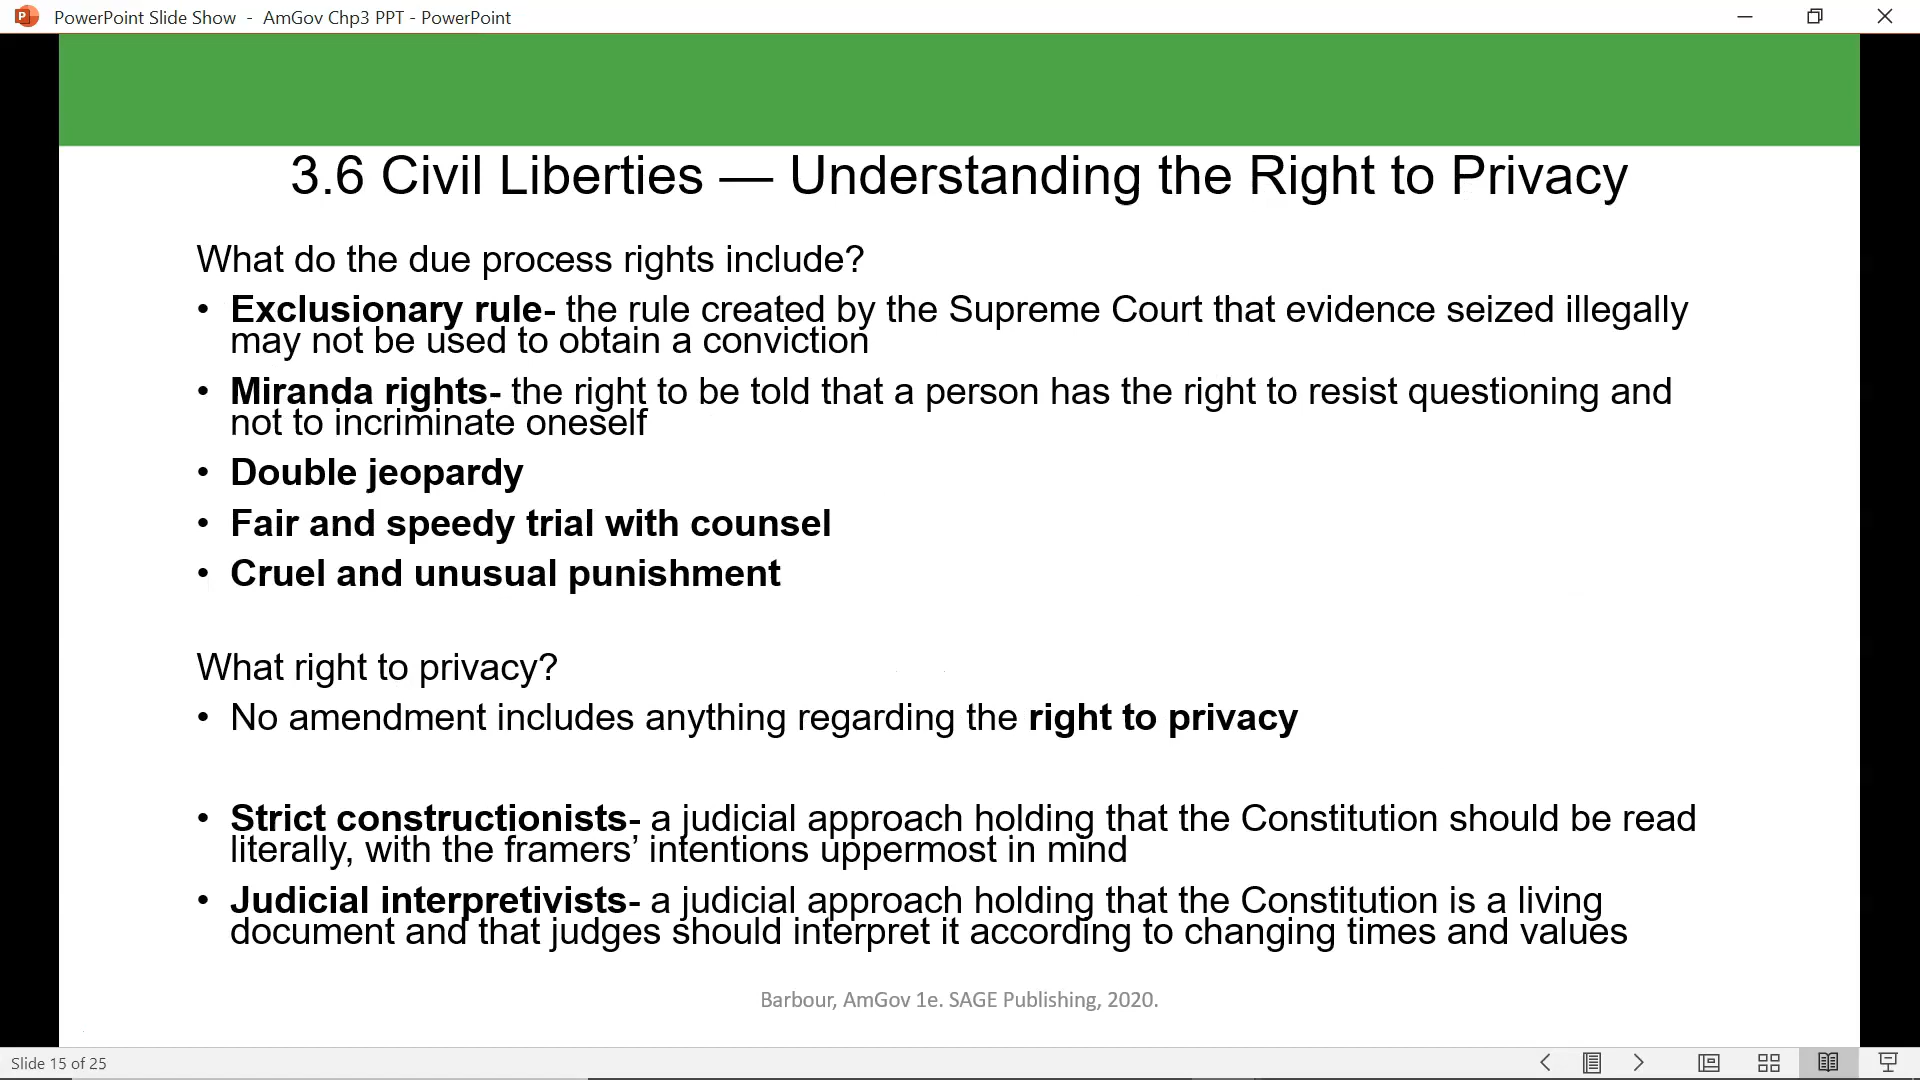 PowerPoint Slide Show - AmGov Chp3 PPT - PowerPoint
3.6 Civil Liberties — Understanding the Right to Privacy
What do the due process rights include?
• Exclusionary rule- the rule created by the Supreme Court that evidence seized illegally
may not be used to obtain a conviction
• Miranda rights- the right to be told that a person has the right to resist questioning and
not to incriminate oneself
• Double jeopardy
• Fair and speedy trial with counsel
• Cruel and unusual punishment
What right to privacy?
• No amendment includes anything regarding the right to privacy
• Strict constructionists- a judicial approach holding that the Constitution should be read
literally, with the framers’ intentions uppermost in mind
• Judicial interpretivists- a judicial approach holding that the Constitution is a living
document and that judges should interpret it according to changing times and values
Barbour, AmGov 1e. SAGE Publishing, 2020.
Slide 15 of 25